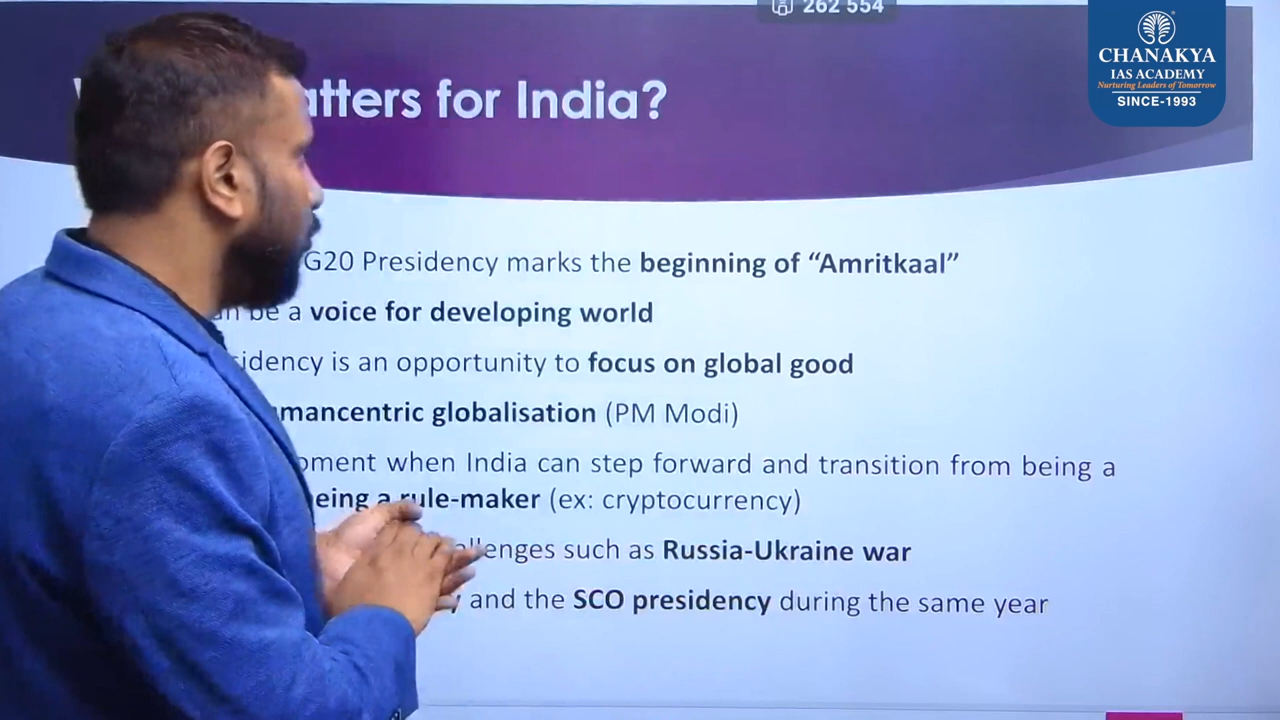 262 554
CHANAKYA
IAS ACADEMY
Nurturing Leaders of Tomorrow
SINCE-1993
atters for India?
G20 Presidency marks the beginning of “Amritkaal”
be a voice for developing world
sidency is an opportunity to focus on global good
mancentric globalisation (PM Modi)
oment when India can step forward and transition from being a
being a rule-maker (ex: cryptocurrency)
allenges such as Russia-Ukraine war
and the SCO presidency during the same year